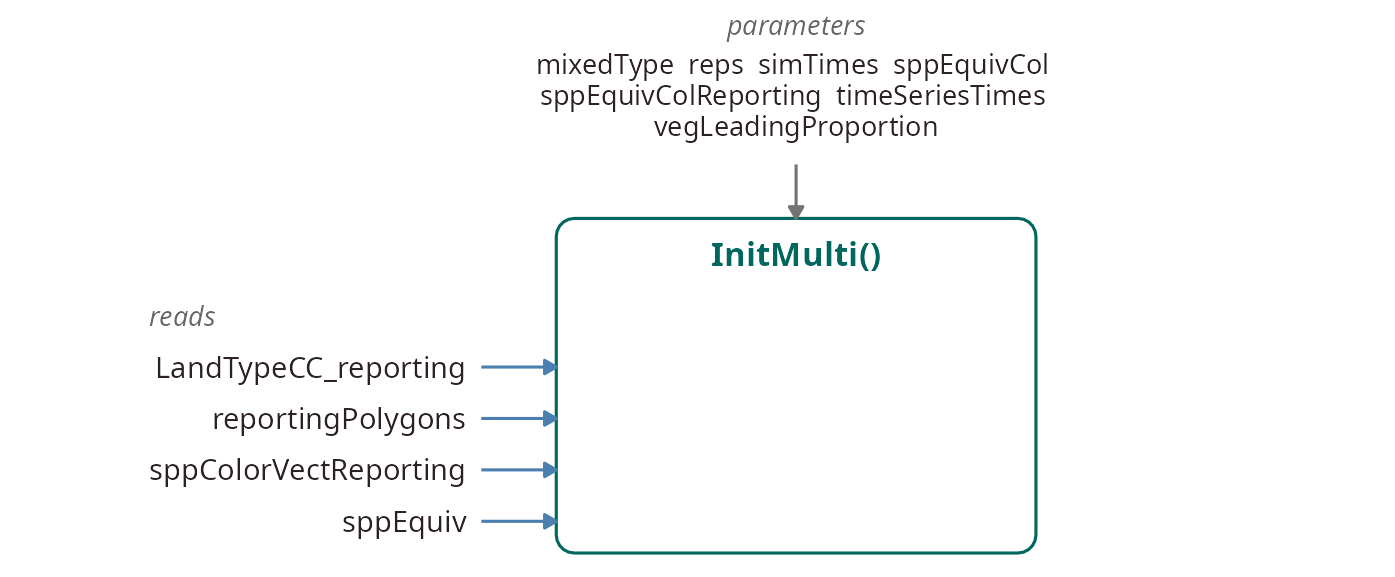 parameters
mixedType reps simTimes sppEquivCol
sppEquivColReporting timeSeriesTimes
vegLeadingProportion
InitMulti()
reads
LandTypeCC_reporting
reportingPolygons
sppColorVectReporting
sppEquiv